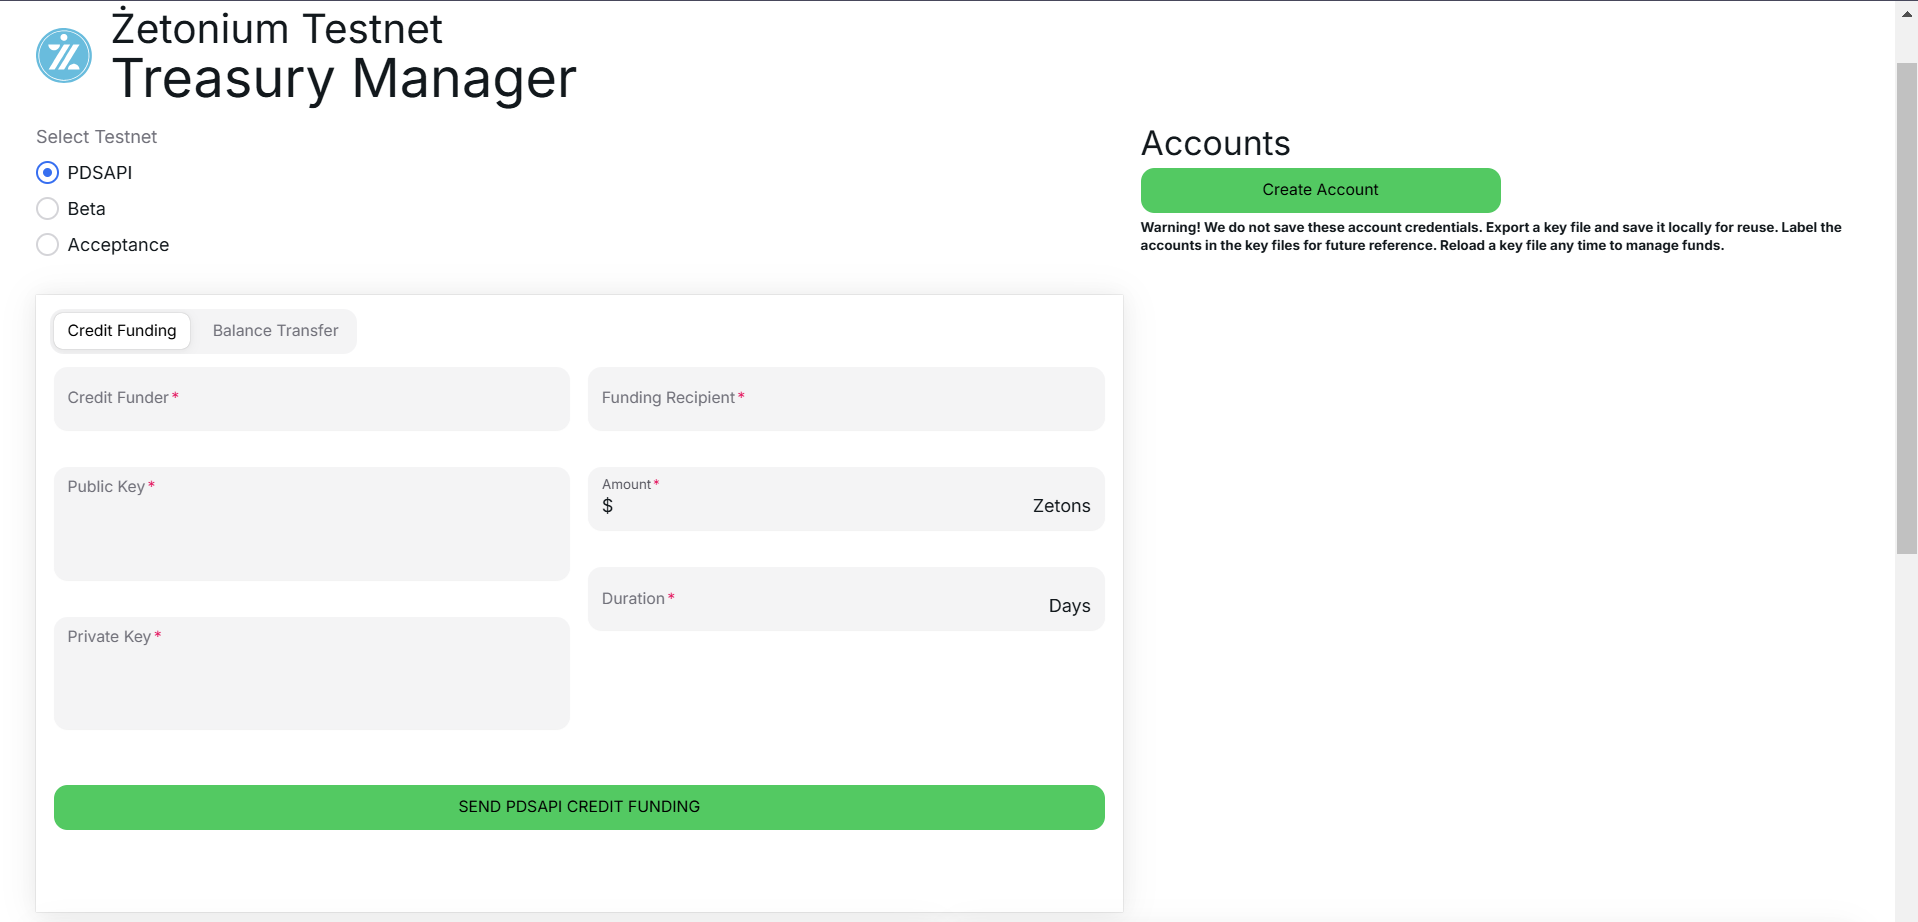 Żetonium Testnet
Treasury Manager
Select Testnet
PDSAPI
Beta
Acceptance
Accounts
Create Account
Warning! We do not save these account credentials. Export a key file and save it locally for reuse. Label the
accounts in the key files for future reference. Reload a key file any time to manage funds.
Credit Funding
Balance Transfer
Credit Funder*
Funding Recipient*
Public Key*
Amount*
$
Zetons
Duration*
Days
Private Key*
SEND PDSAPI CREDIT FUNDING